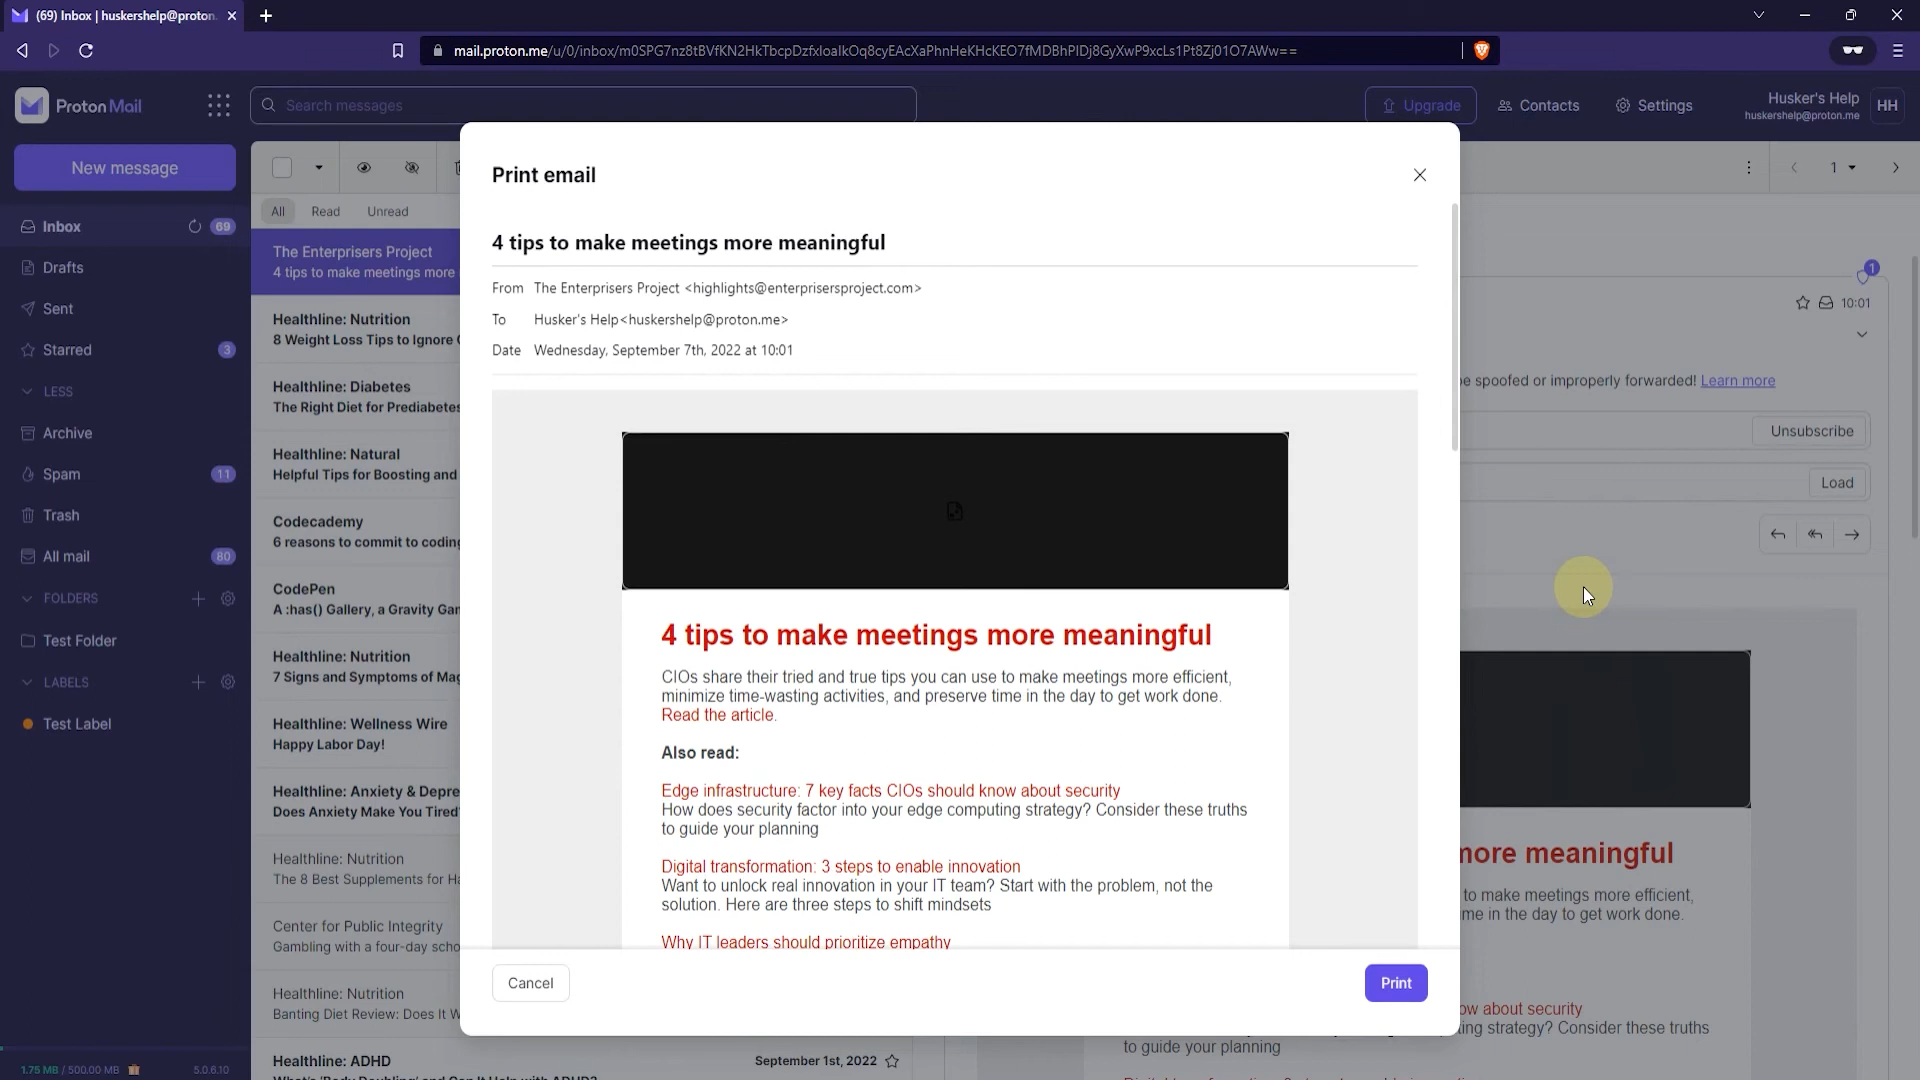 (69) Inbox | huskershelp@proton.
mail.proton.me/u/0/inbox/m0SPG7nz8tBVfKN2HkTbcpDzfxloalkOq8cyEAcXaPhnHeKHcKEO7fMDBhPIDj8GyXwP9xcLs1Pt8Zj01O7AWw==
Proton Mail
Search messages
Upgrade
Contacts
Settings
Husker's Help
huskershelp@proton.me
HH
New message
Inbox 69
Drafts
Sent
Starred 3
LESS
Archive
Spam 11
Trash
All mail 80
FOLDERS
Test Folder
LABELS
Test Label
1.75 MB / 500.00 MB
5.0.6.10
All Read Unread
The Enterprisers Project
4 tips to make meetings more
Healthline: Nutrition
8 Weight Loss Tips to Ignore
Healthline: Diabetes
The Right Diet for Prediabetes
Healthline: Natural
Helpful Tips for Boosting and
Codecademy
6 reasons to commit to coding
CodePen
A :has() Gallery, a Gravity Gar
Healthline: Nutrition
7 Signs and Symptoms of Mag
Healthline: Wellness Wire
Happy Labor Day!
Healthline: Anxiety & Depre
Does Anxiety Make You Tired
Healthline: Nutrition
The 8 Best Supplements for H
Center for Public Integrity
Gambling with a four-day scho
Healthline: Nutrition
Banting Diet Review: Does It W
Healthline: ADHD
September 1st, 2022
Print email
4 tips to make meetings more meaningful
From The Enterprisers Project <highlights@enterprisersproject.com>
To Husker's Help<huskershelp@proton.me>
Date Wednesday, September 7th, 2022 at 10:01
4 tips to make meetings more meaningful
CIOs share their tried and true tips you can use to make meetings more efficient,
minimize time-wasting activities, and preserve time in the day to get work done.
Read the article.
Also read:
Edge infrastructure: 7 key facts CIOs should know about security
How does security factor into your edge computing strategy? Consider these truths
to guide your planning
Digital transformation: 3 steps to enable innovation
Want to unlock real innovation in your IT team? Start with the problem, not the
solution. Here are three steps to shift mindsets
Why IT leaders should prioritize empathy
Cancel
Print
1
1
10:01
be spoofed or improperly forwarded! Learn more
Unsubscribe
Load
more meaningful
to make meetings more efficient,
me in the day to get work done.
ow about security
ing strategy? Consider these truths
to guide your planning